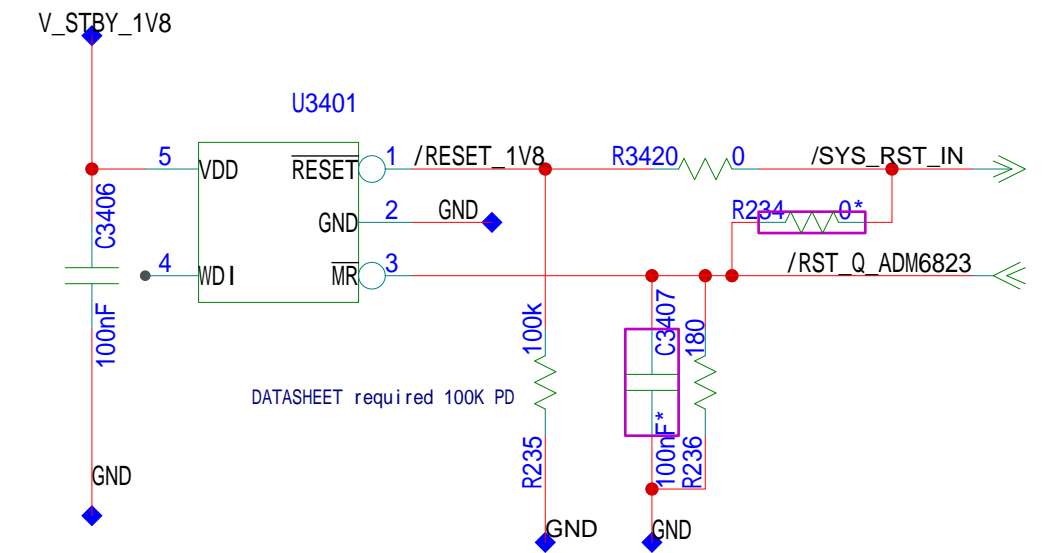 V_STBY_1V8
U3401
5 VDD RESET 1 /RESET_1V8 R3420 0 /SYS_RST_IN
C3406 GND 2 GND R234 0*
4 WDI MR 3 /RST_Q_ADM6823
100nF 100k C3407 180
DATASHEET required 100K PD
R235 100nF* R236
GND
GND GND